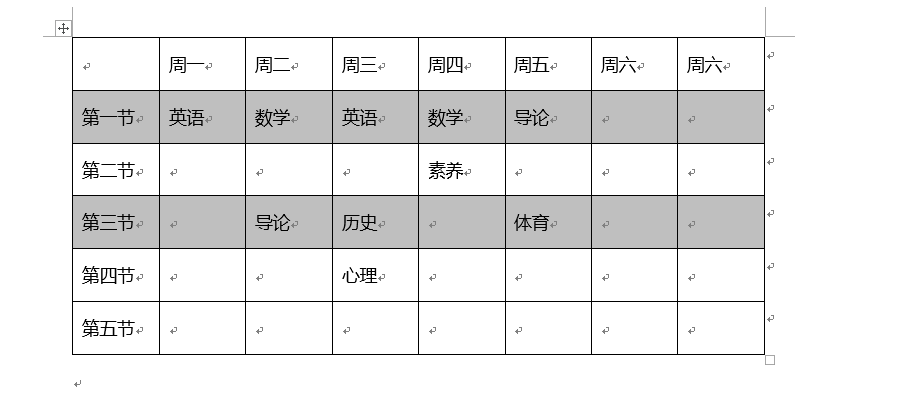 周一 周二 周三 周四 周五 周六 周六
第一节 英语 数学 英语 数学 导论
第二节 素养
第三节 导论 历史 体育
第四节 心理
第五节